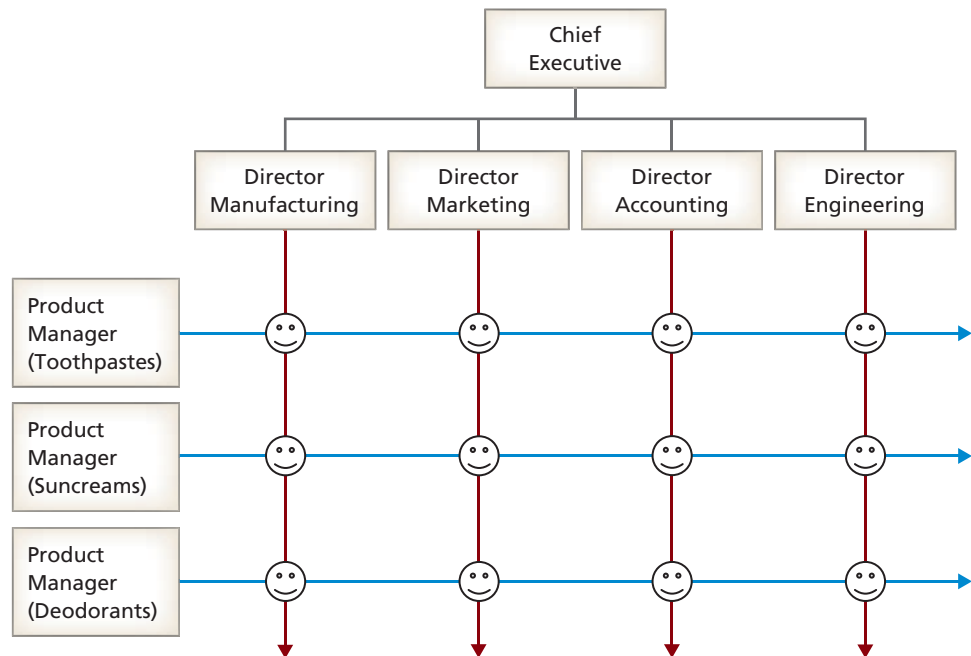 Chief
Executive
Director
Manufacturing
Director
Marketing
Director
Accounting
Director
Engineering
Product
Manager
(Toothpastes)
Product
Manager
(Suncreams)
Product
Manager
(Deodorants)